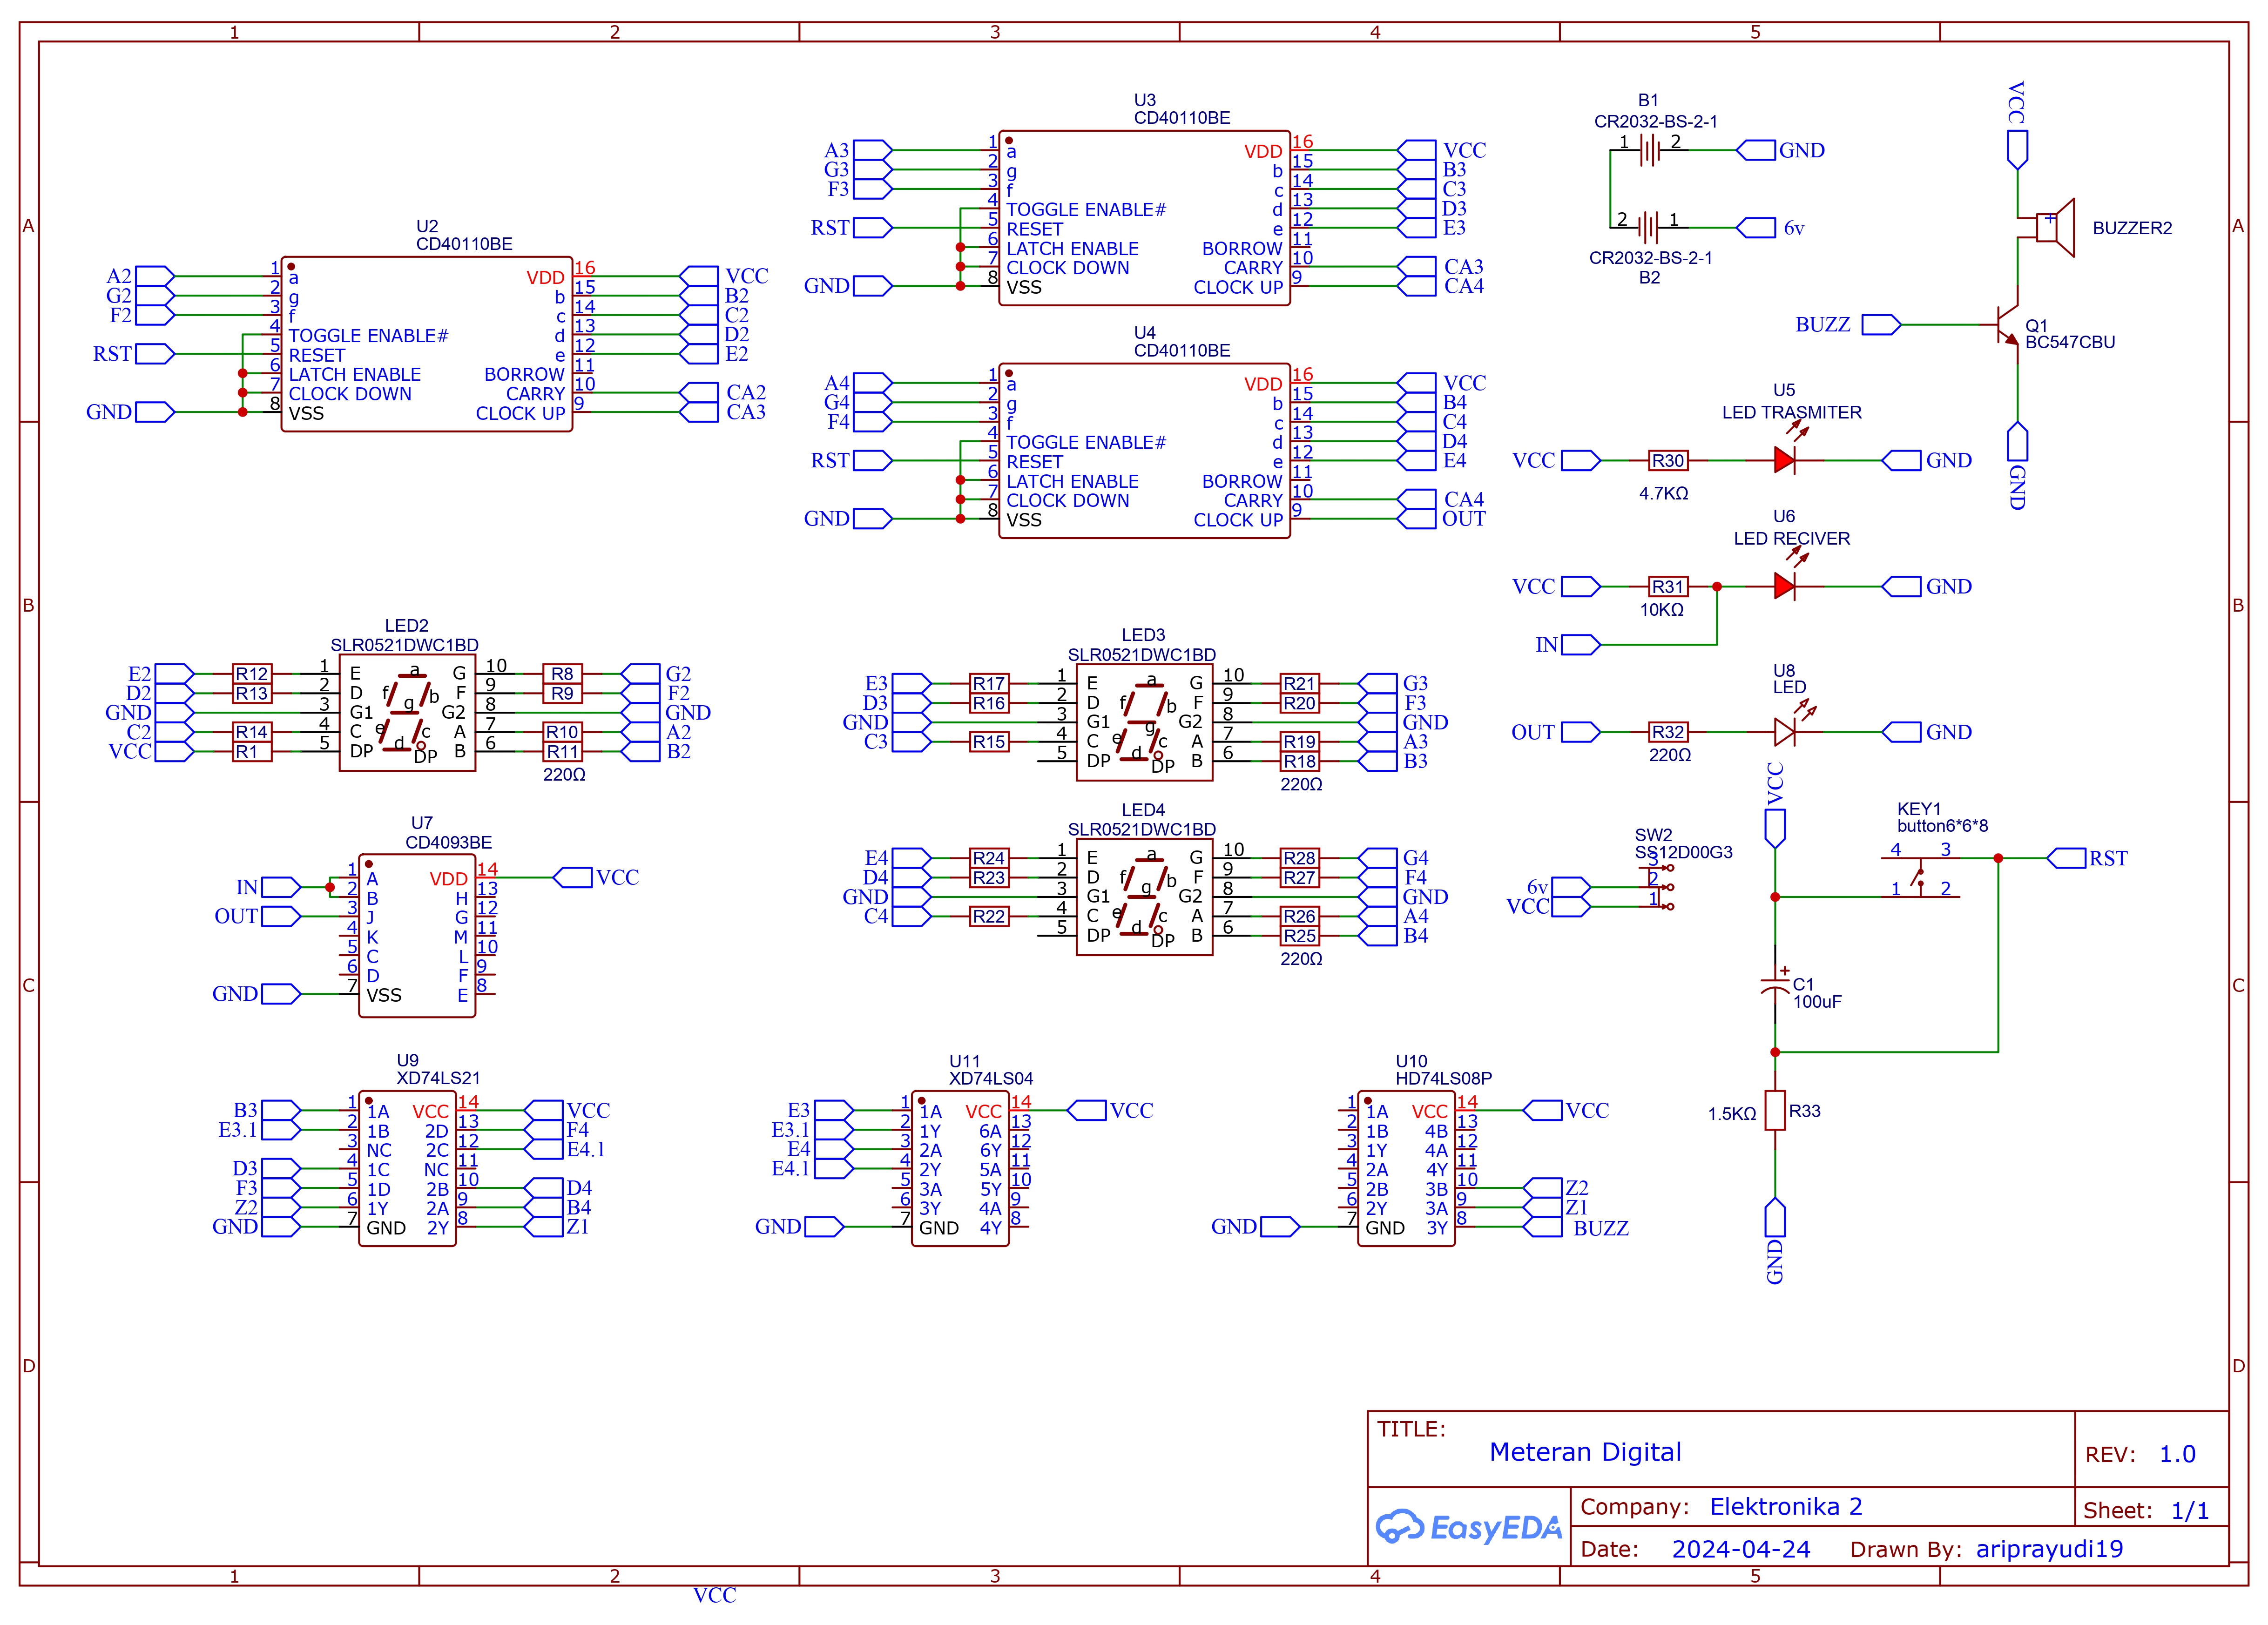 1 2 3 4 5
A
B
C
D
A
B
C
D
U2
CD40110BE
A2 1 a
G2 2 g
F2 3 f
4 TOGGLE ENABLE#
RST 5 RESET
6 LATCH ENABLE
7 CLOCK DOWN
GND 8 VSS
VDD 16 VCC
b 15 B2
c 14 C2
d 13 D2
e 12 E2
BORROW 11
CARRY 10 CA2
CLOCK UP 9 CA3
U3
CD40110BE
A3 1 a
G3 2 g
F3 3 f
4 TOGGLE ENABLE#
RST 5 RESET
6 LATCH ENABLE
7 CLOCK DOWN
GND 8 VSS
VDD 16 VCC
b 15 B3
c 14 C3
d 13 D3
e 12 E3
BORROW 11
CARRY 10 CA3
CLOCK UP 9 CA4
U4
CD40110BE
A4 1 a
G4 2 g
F4 3 f
4 TOGGLE ENABLE#
RST 5 RESET
6 LATCH ENABLE
7 CLOCK DOWN
GND 8 VSS
VDD 16 VCC
b 15 B4
c 14 C4
d 13 D4
e 12 E4
BORROW 11
CARRY 10 CA4
CLOCK UP 9 OUT
B1
CR2032-BS-2-1
1 2 GND
2 1 6v
CR2032-BS-2-1
B2
VCC
+
BUZZER2
BUZZ
Q1
BC547CBU
GND
U5
LED TRASMITER
VCC R30 GND
4.7KΩ
U6
LED RECIVER
VCC R31 GND
10KΩ
IN
U8
LED
OUT R32 GND
220Ω
LED2
SLR0521DWC1BD
E2 R12 1 E
D2 R13 2 D
GND 3 G1
C2 R14 4 C
VCC R1 5 DP
a
f b
g
e c
d
DP
G 10 R8 G2
F 9 R9 F2
G2 8 GND
A 7 R10 A2
B 6 R11 B2
220Ω
LED3
SLR0521DWC1BD
E3 R17 1 E
D3 R16 2 D
GND 3 G1
C3 R15 4 C
5 DP
a
f b
g
e c
d
DP
G 10 R21 G3
F 9 R20 F3
G2 8 GND
A 7 R19 A3
B 6 R18 B3
220Ω
LED4
SLR0521DWC1BD
E4 R24 1 E
D4 R23 2 D
GND 3 G1
C4 R22 4 C
5 DP
a
f b
g
e c
d
DP
G 10 R28 G4
F 9 R27 F4
G2 8 GND
A 7 R26 A4
B 6 R25 B4
220Ω
U7
CD4093BE
IN 1 A
2 B
OUT 3 J
4 K
5 C
6 D
GND 7 VSS
VDD 14 VCC
H 13
G 12
M 11
L 10
F 9
E 8
SW2
SS12D00G3
3
6v 2
VCC 1
VCC
KEY1
button6*6*8
4 3 RST
1 2
+
C1
100uF
1.5KΩ R33
GND
U9
XD74LS21
B3 1 1A
E3.1 2 1B
3 NC
D3 4 1C
F3 5 1D
Z2 6 1Y
GND 7 GND
VCC 14 VCC
2D 13 F4
2C 12 E4.1
NC 11
2B 10 D4
2A 9 B4
2Y 8 Z1
U11
XD74LS04
E3 1 1A
E3.1 2 1Y
E4 3 2A
E4.1 4 2Y
5 3A
6 3Y
GND 7 GND
VCC 14 VCC
6A 13
6Y 12
5A 11
5Y 10
4A 9
4Y 8
U10
HD74LS08P
1 1A
2 1B
3 1Y
4 2A
5 2B
6 2Y
GND 7 GND
VCC 14 VCC
4B 13
4A 12
4Y 11
3B 10 Z2
3A 9 Z1
3Y 8 BUZZ
TITLE:
Meteran Digital
REV: 1.0
EasyEDA
Company: Elektronika 2
Sheet: 1/1
Date: 2024-04-24 Drawn By: ariprayudi19
1 2 3 4 5
VCC